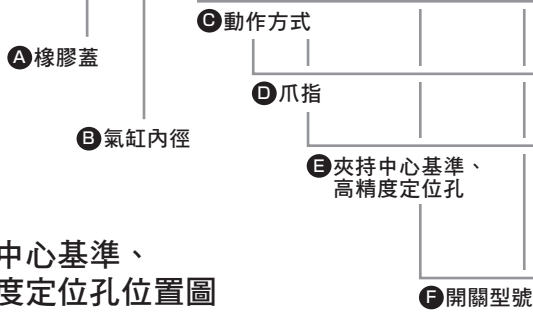 C動作方式
A橡膠蓋
D爪指
B氣缸內徑
E夾持中心基準、
高精度定位孔
中心基準、
度定位孔位置圖
F開關型號